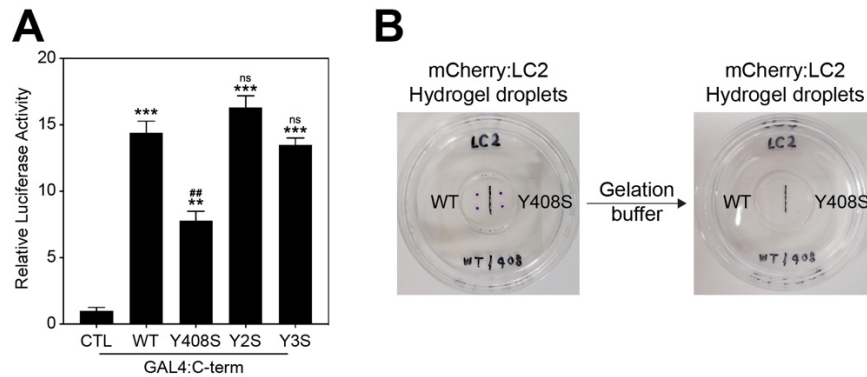 A
Relative Luciferase Activity
20
15
10
5
0
***
##
**
ns
***
ns
***
CTL WT Y408S Y2S Y3S
GAL4:C-term
B
mCherry:LC2
Hydrogel droplets
LC2
WT Y408S
WT/408
Gelation
buffer
mCherry:LC2
Hydrogel droplets
LC2
WT Y408S
WT/408